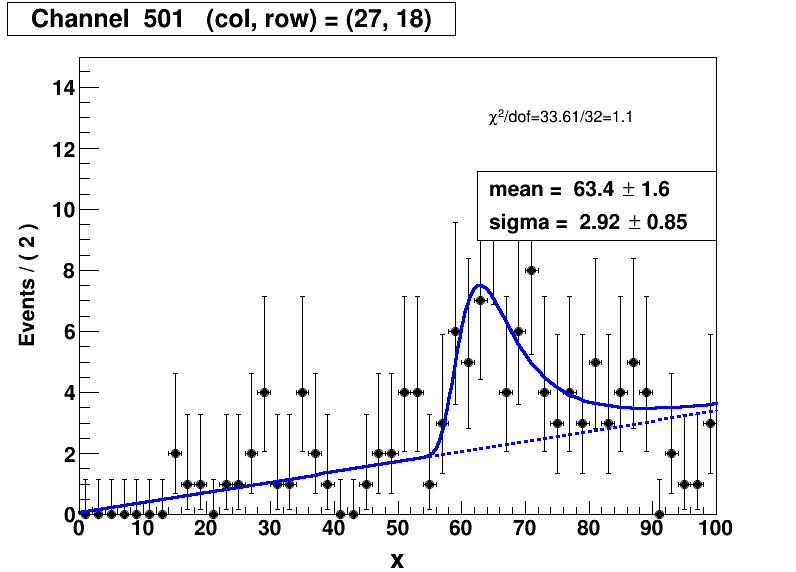 Channel 501 (col, row) = (27, 18)
χ²/dof=33.61/32=1.1
mean = 63.4 ± 1.6
sigma = 2.92 ± 0.85
Events / ( 2 )
14
12
10
8
6
4
2
0
0 10 20 30 40 50 60 70 80 90 100
x